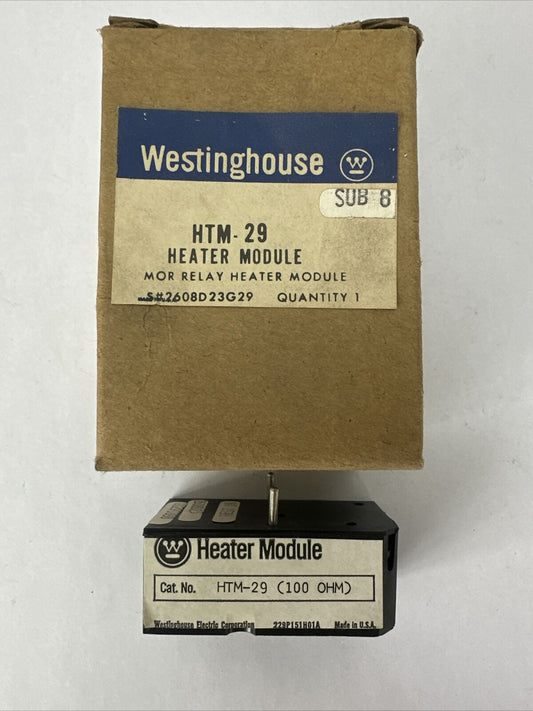 Westinghouse
SUB 8
HTM-29
HEATER MODULE
MOR RELAY HEATER MODULE
S#2608D23G29 QUANTITY 1
Heater Module
Cat. No. HTM-29 (100 OHM)
Westinghouse Electric Corporation 229P151H01A Made in U.S.A.